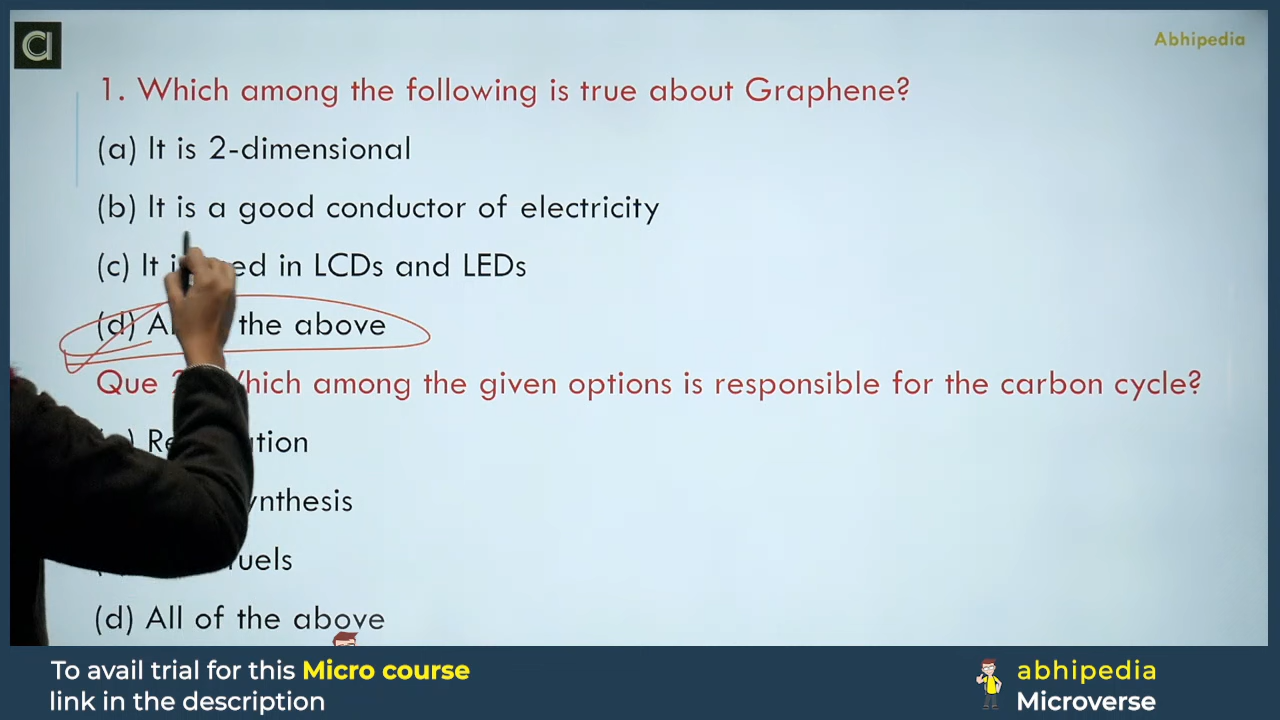 Abhipedia
1. Which among the following is true about Graphene?
(a) It is 2-dimensional
(b) It is a good conductor of electricity
(c) It in LCDs and LEDs
(d) the above
Que hich among the given options is responsible for the carbon cycle?
tion
ynthesis
uels
(d) All of the above
To avail trial for this Micro course
link in the description
abhipedia
Microverse